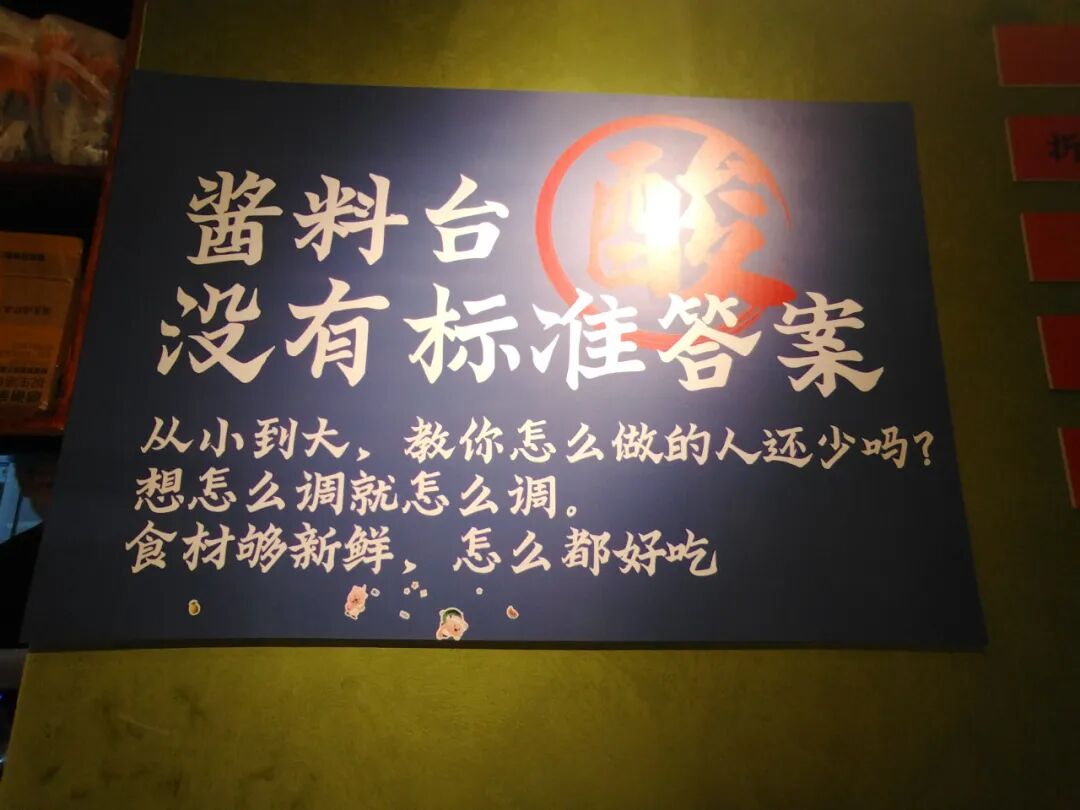 酱料台
酸
没有标准答案
从小到大，教你怎么做的人还少吗？
想怎么调就怎么调。
食材够新鲜，怎么都好吃
折